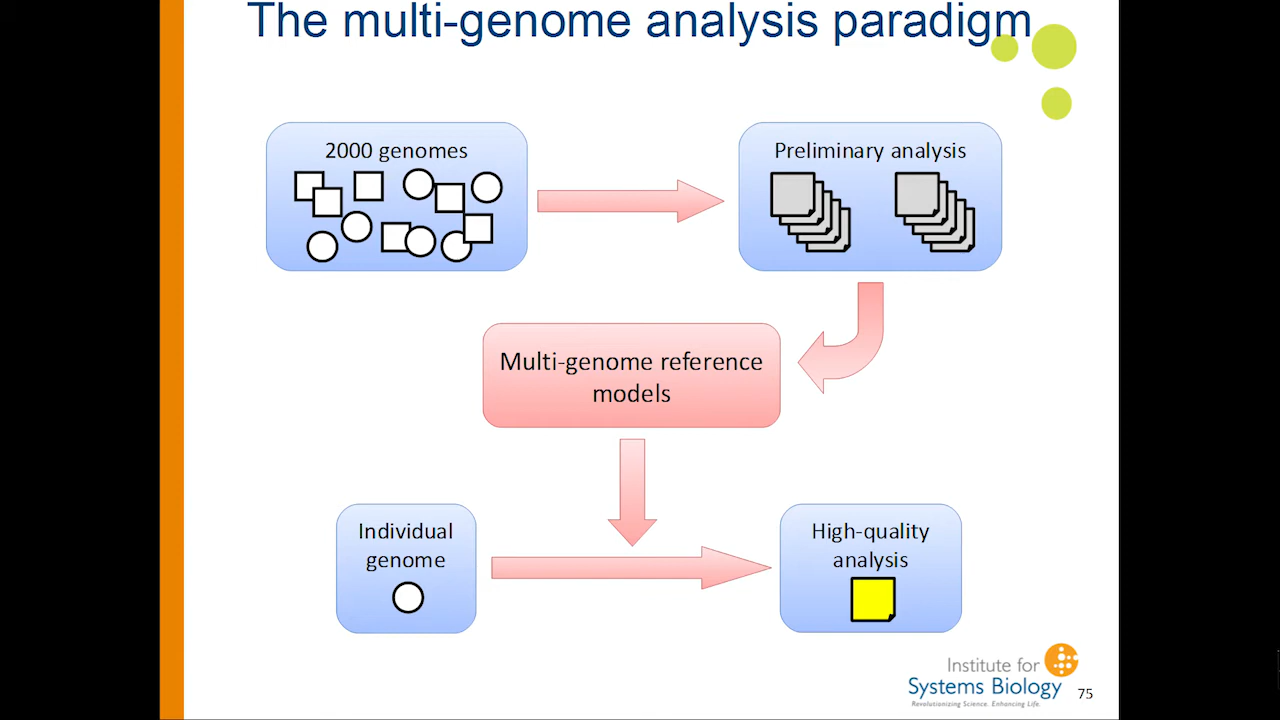 The multi-genome analysis paradigm
2000 genomes
Preliminary analysis
Multi-genome reference
models
Individual
genome
High-quality
analysis
Institute for
Systems Biology
Revolutionizing Science. Enhancing Life.
75